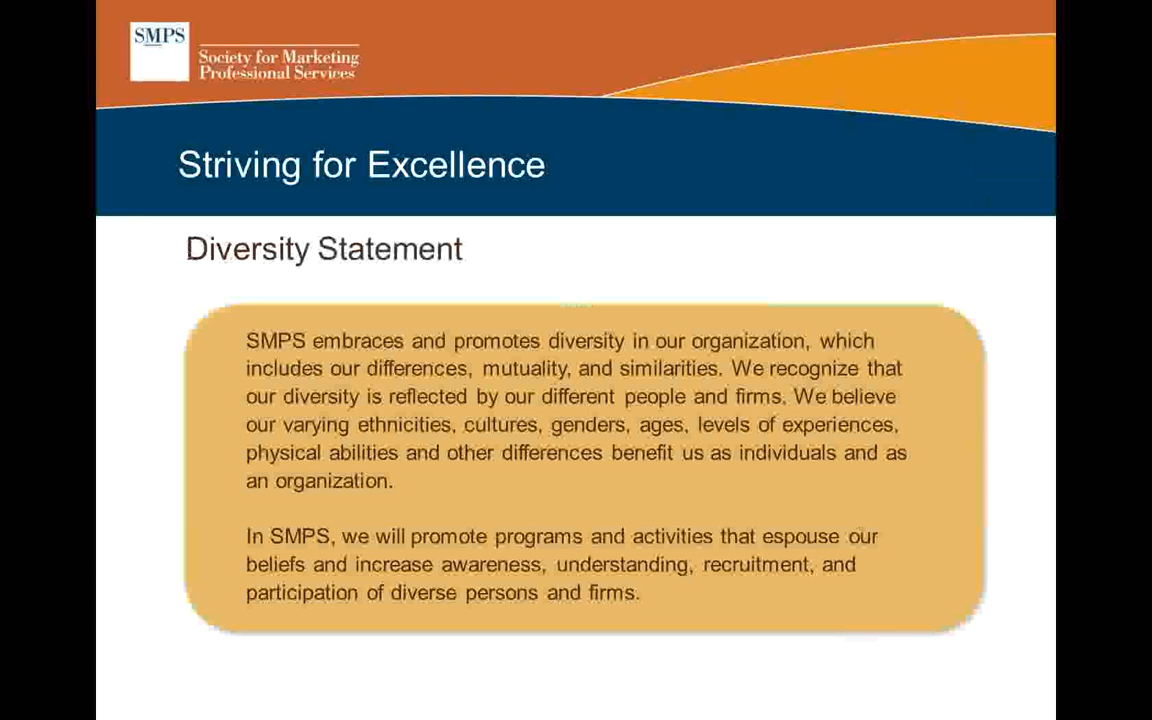 SMPS
Society for Marketing
Professional Services
Striving for Excellence
Diversity Statement
SMPS embraces and promotes diversity in our organization, which
includes our differences, mutuality, and similarities. We recognize that
our diversity is reflected by our different people and firms. We believe
our varying ethnicities, cultures, genders, ages, levels of experiences,
physical abilities and other differences benefit us as individuals and as
an organization.
In SMPS, we will promote programs and activities that espouse our
beliefs and increase awareness, understanding, recruitment, and
participation of diverse persons and firms.